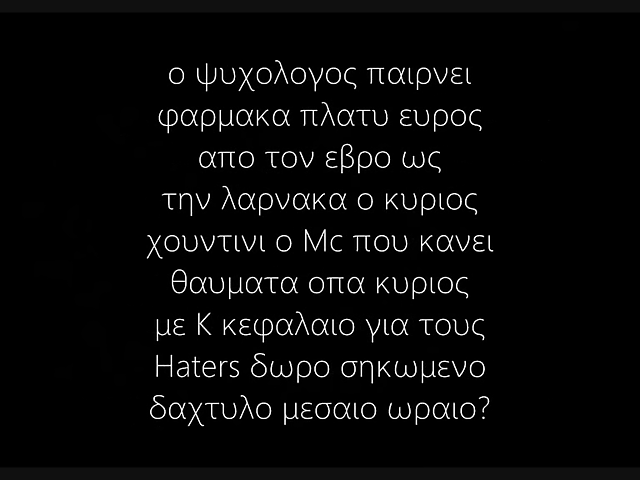 ο ψυχολογος παιρνει
φαρμακα πλατυ ευρος
απο τον εβρο ως
την λαρνακα ο κυριος
χουντινι ο Mc που κανει
θαυματα οπα κυριος
με Κ κεφαλαιο για τους
Haters δωρο σηκωμενο
δαχτυλο μεσαιο ωραιο?